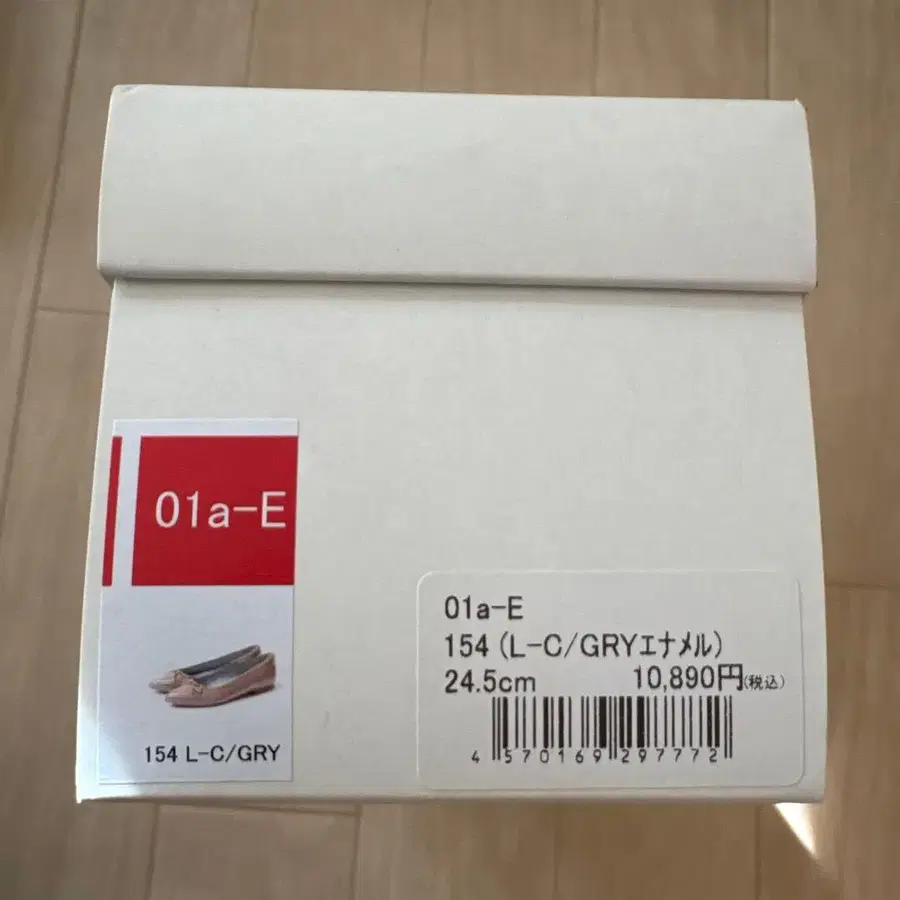 01a-E
154 L-C/GRY
01a-E
154 (L-C/GRYエナメル)
24.5cm 10,890円(税込)
4 570169 297772